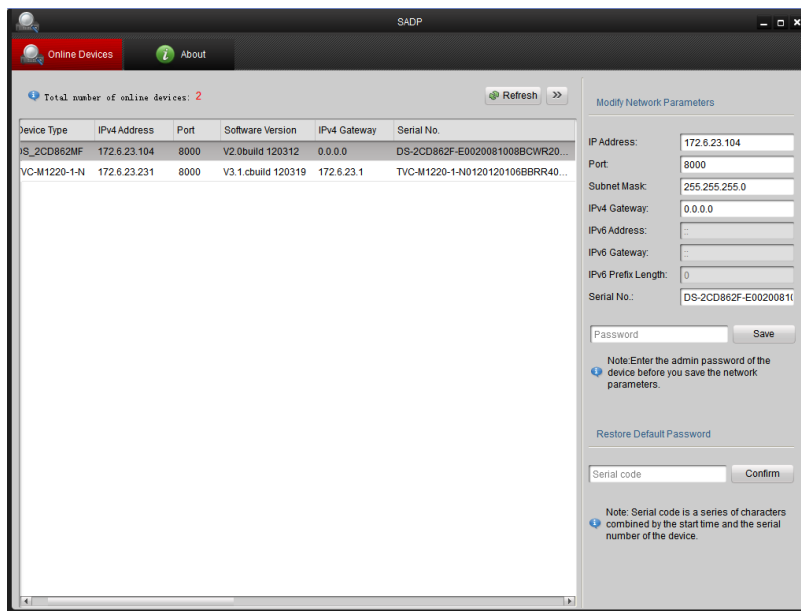 SADP
Online Devices
About
Total number of online devices: 2
Refresh
>>
Device Type IPv4 Address Port Software Version IPv4 Gateway Serial No.
DS_2CD862MF 172.6.23.104 8000 V2.0build 120312 0.0.0.0 DS-2CD862F-E0020081008BCWR20...
TVC-M1220-1-N 172.6.23.231 8000 V3.1.cbuild 120319 172.6.23.1 TVC-M1220-1-N0120120106BBRR40...
Modify Network Parameters
IP Address: 172.6.23.104
Port: 8000
Subnet Mask: 255.255.255.0
IPv4 Gateway: 0.0.0.0
IPv6 Address: ::
IPv6 Gateway: ::
IPv6 Prefix Length: 0
Serial No.: DS-2CD862F-E0020081(
Password
Save
Note:Enter the admin password of the
device before you save the network
parameters.
Restore Default Password
Serial code
Confirm
Note: Serial code is a series of characters
combined by the start time and the serial
number of the device.